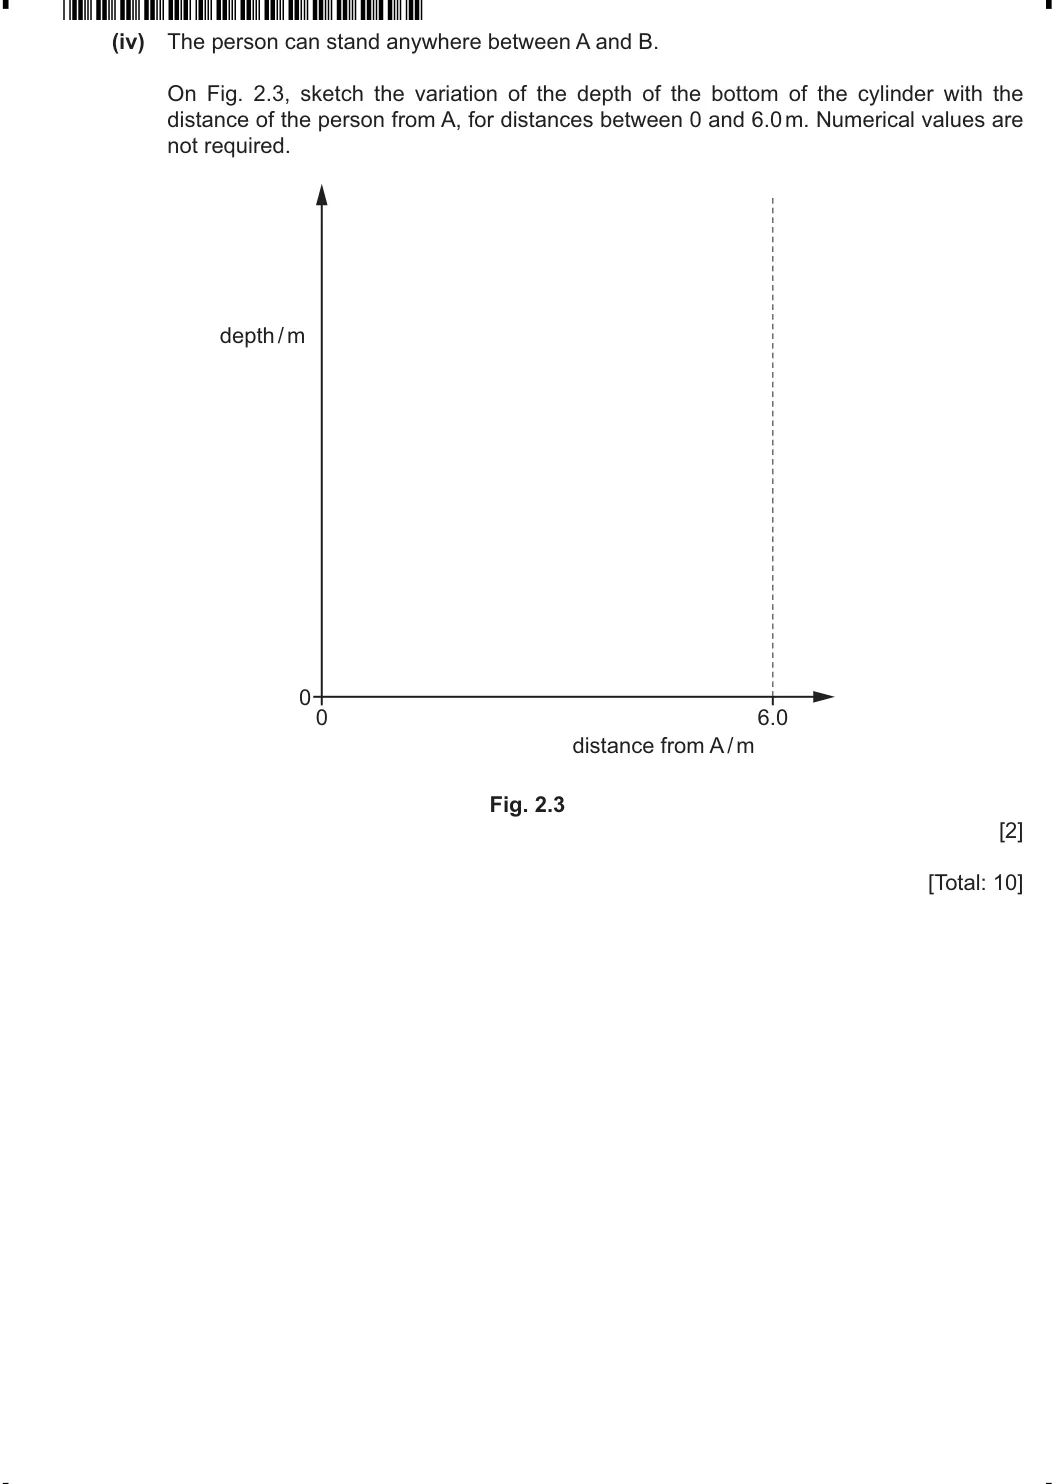 (iv) The person can stand anywhere between A and B.
On Fig. 2.3, sketch the variation of the depth of the bottom of the cylinder with the
distance of the person from A, for distances between 0 and 6.0 m. Numerical values are
not required.
depth / m
0
0
6.0
distance from A / m
Fig. 2.3
[2]
[Total: 10]